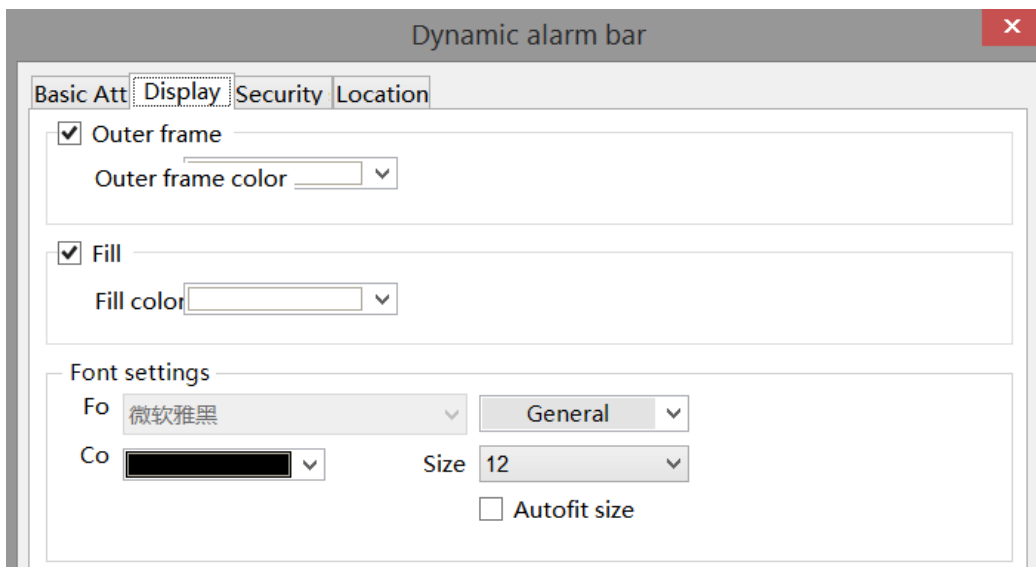 Dynamic alarm bar
Basic Att Display Security Location
Outer frame
Outer frame color
Fill
Fill color
Font settings
Fo 微软雅黑 General
Co Size 12
Autofit size